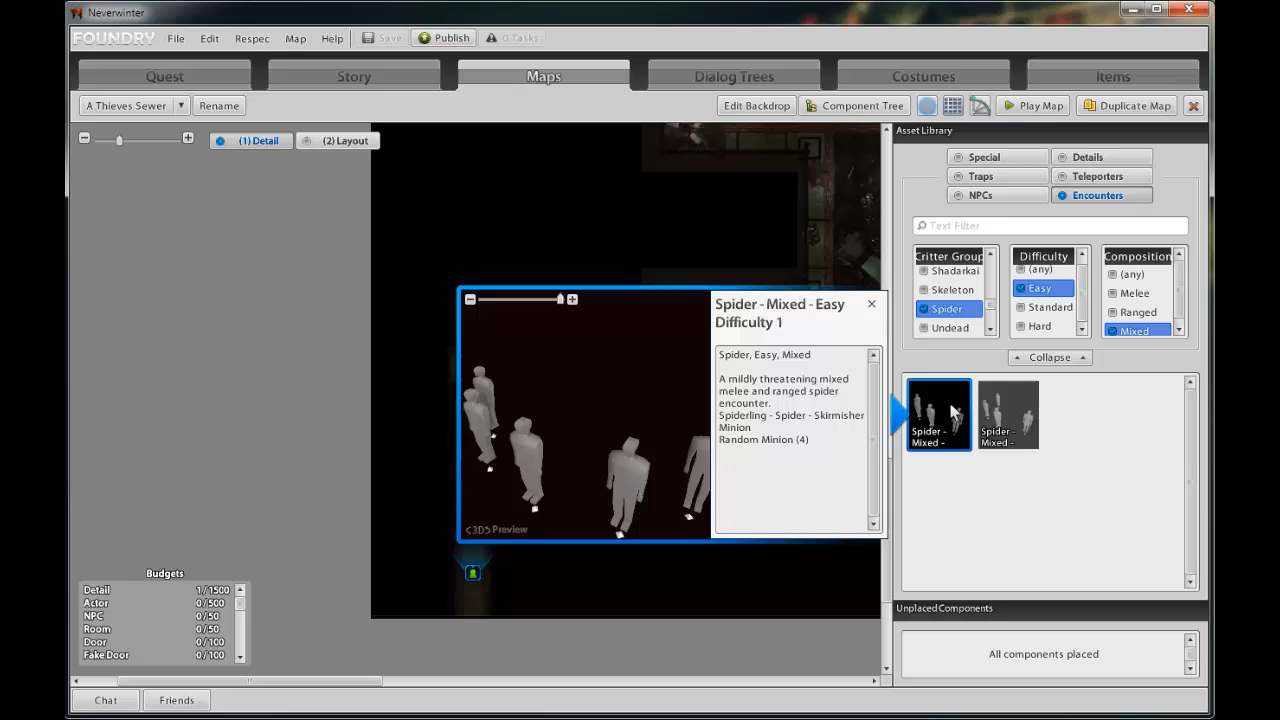 Neverwinter
FOUNDRY File Edit Respec Map Help Save Publish 0 Tasks
Quest Story Maps Dialog Trees Costumes Items
A Thieves Sewer Rename Edit Backdrop Component Tree Play Map Duplicate Map
(1) Detail (2) Layout
Asset Library
Special Details
Traps Teleporters
NPCs Encounters
Text Filter
Critter Group Difficulty Composition
Shadarkai (any) (any)
Skeleton Easy Melee
Spider Standard Ranged
Undead Hard Mixed
Collapse
Spider - Mixed - Easy
Difficulty 1
Spider, Easy, Mixed
A mildly threatening mixed
melee and ranged spider
encounter.
Spiderling - Spider - Skirmisher
Minion
Random Minion (4)
3D Preview
Spider -
Mixed -
Spider -
Mixed -
Budgets
Detail 1/1500
Actor 0/500
NPC 0/50
Room 0/50
Door 0/100
Fake Door 0/100
Unplaced Components
All components placed
Chat Friends